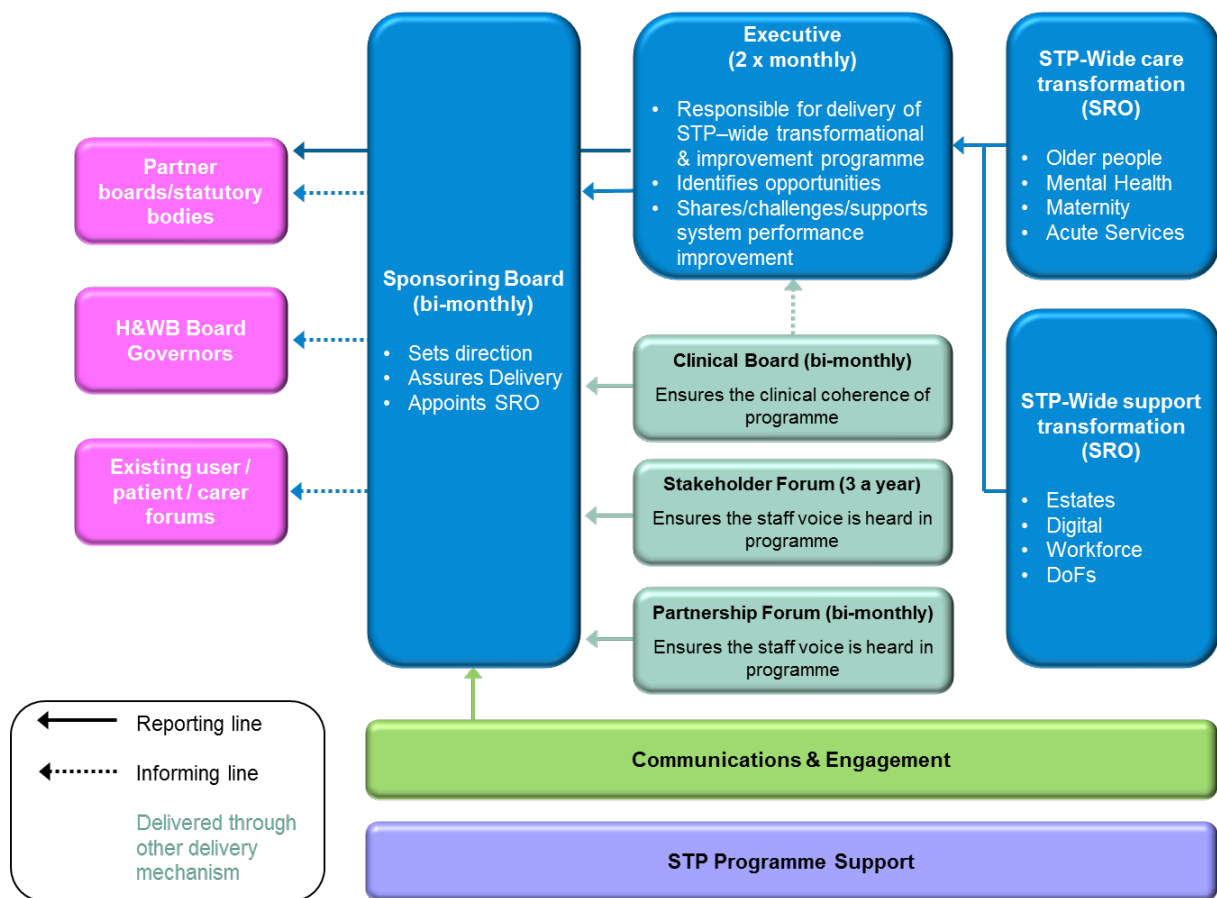 Partner
boards/statutory
bodies
H&WB Board
Governors
Existing user /
patient / carer
forums
Sponsoring Board
(bi-monthly)
• Sets direction
• Assures Delivery
• Appoints SRO
Executive
(2 x monthly)
• Responsible for delivery of
STP–wide transformational
& improvement programme
• Identifies opportunities
• Shares/challenges/supports
system performance
improvement
Clinical Board (bi-monthly)
Ensures the clinical coherence of
programme
Stakeholder Forum (3 a year)
Ensures the staff voice is heard in
programme
Partnership Forum (bi-monthly)
Ensures the staff voice is heard in
programme
STP-Wide care
transformation
(SRO)
• Older people
• Mental Health
• Maternity
• Acute Services
STP-Wide support
transformation
(SRO)
• Estates
• Digital
• Workforce
• DoFs
Reporting line
Informing line
Delivered through
other delivery
mechanism
Communications & Engagement
STP Programme Support